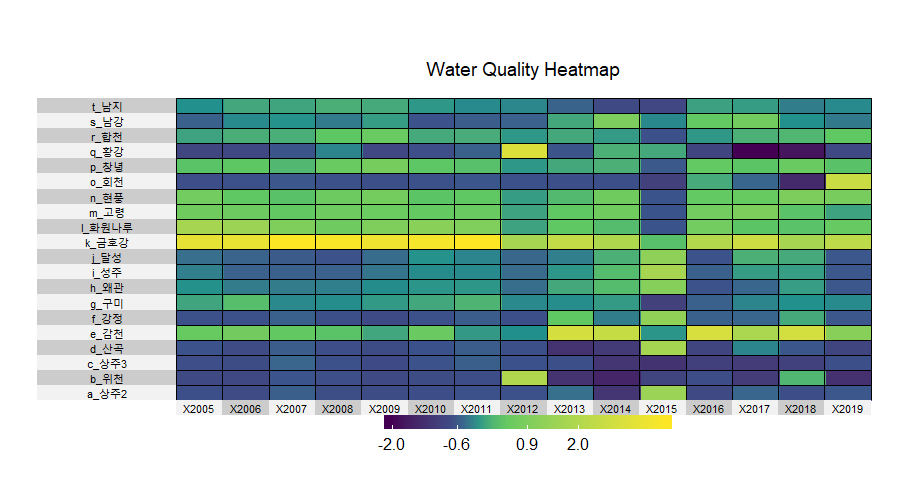 Water Quality Heatmap
t_남지
s_남강
r_합천
q_황강
p_창녕
o_회천
n_현풍
m_고령
l_화원나루
k_금호강
j_달성
i_성주
h_왜관
g_구미
f_강정
e_감천
d_산곡
c_상주3
b_위천
a_상주2
X2005 X2006 X2007 X2008 X2009 X2010 X2011 X2012 X2013 X2014 X2015 X2016 X2017 X2018 X2019
-2.0 -0.6 0.9 2.0